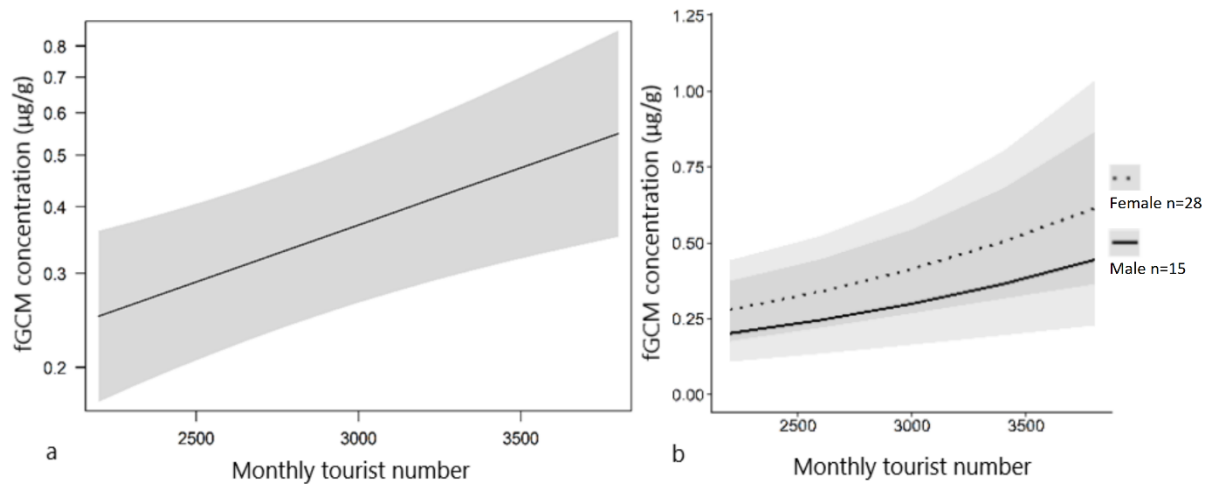 fGCM concentration (µg/g)
0.8
0.7
0.6
0.5
0.4
0.3
0.2
2500 3000 3500
a
Monthly tourist number
fGCM concentration (µg/g)
1.25
1.00
0.75
0.50
0.25
0.00
2500 3000 3500
b
Monthly tourist number
Female n=28
Male n=15